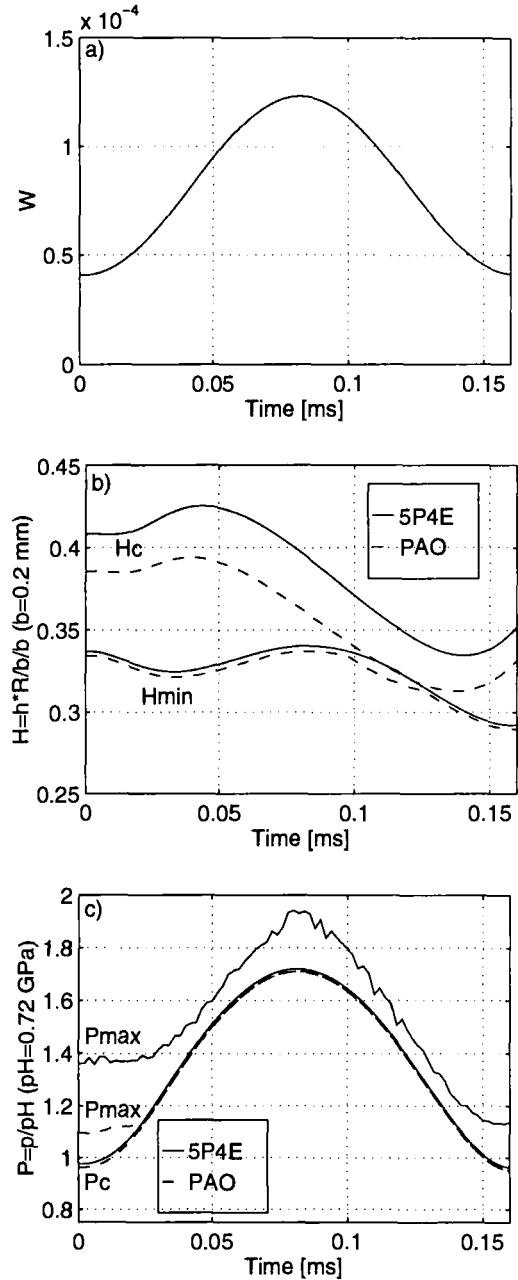 x 10⁻⁴
a)
1.5
1
0.5
0
W
0 0.05 0.1 0.15
Time [ms]
b)
0.45
0.4
0.35
0.3
0.25
H=h*R/b/b (b=0.2 mm)
5P4E
PAO
Hc
Hmin
0 0.05 0.1 0.15
Time [ms]
c)
2
1.8
1.6
1.4
1.2
1
0.8
P=p/pH (pH=0.72 GPa)
Pmax
Pmax
Pc
5P4E
PAO
0 0.05 0.1 0.15
Time [ms]